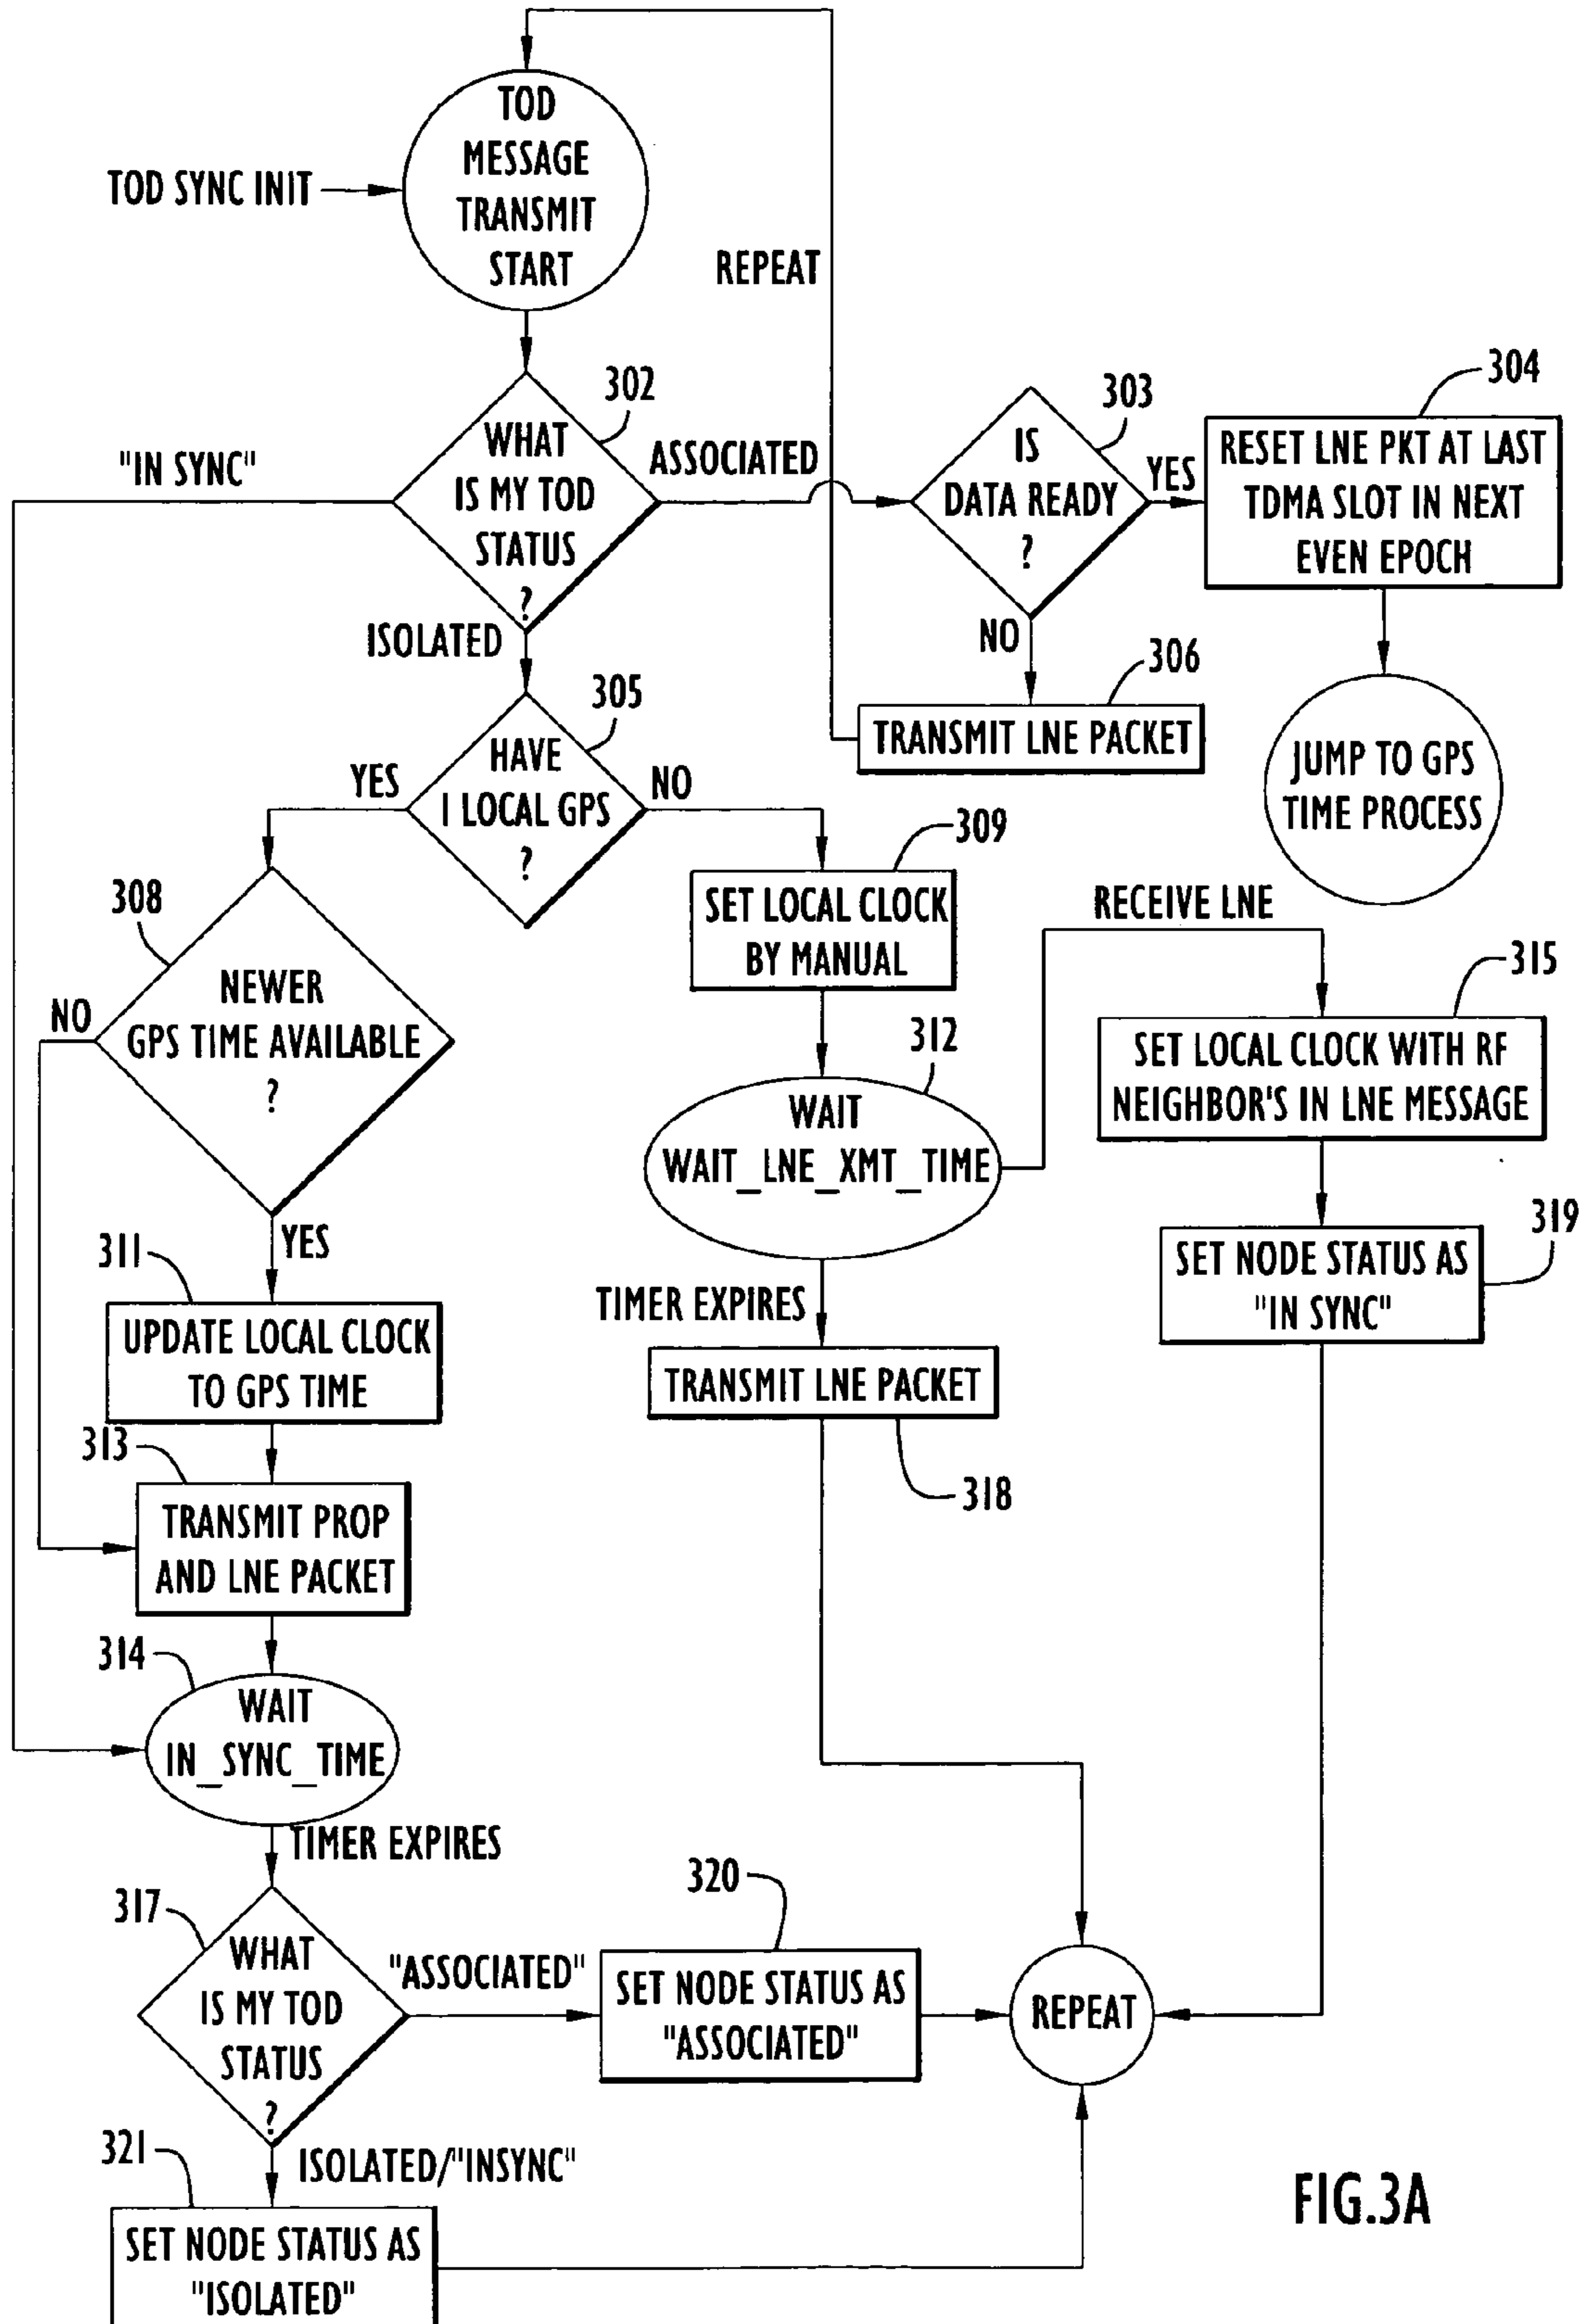 TOD
MESSAGE
TRANSMIT
START
TOD SYNC INIT
REPEAT
302
WHAT
IS MY TOD
STATUS
?
"IN SYNC"
ASSOCIATED
ISOLATED
303
IS
DATA READY
?
YES
NO
304
RESET LNE PKT AT LAST
TDMA SLOT IN NEXT
EVEN EPOCH
306
TRANSMIT LNE PACKET
JUMP TO GPS
TIME PROCESS
305
HAVE
I LOCAL GPS
?
YES
NO
308
NEWER
GPS TIME AVAILABLE
?
NO
YES
309
SET LOCAL CLOCK
BY MANUAL
RECEIVE LNE
312
WAIT
WAIT_LNE_XMT_TIME
315
SET LOCAL CLOCK WITH RF
NEIGHBOR'S IN LNE MESSAGE
311
UPDATE LOCAL CLOCK
TO GPS TIME
TIMER EXPIRES
TRANSMIT LNE PACKET
318
319
SET NODE STATUS AS
"IN SYNC"
313
TRANSMIT PROP
AND LNE PACKET
314
WAIT
IN_SYNC_TIME
TIMER EXPIRES
317
WHAT
IS MY TOD
STATUS
?
"ASSOCIATED"
320
SET NODE STATUS AS
"ASSOCIATED"
REPEAT
ISOLATED/"INSYNC"
321
SET NODE STATUS AS
"ISOLATED"
FIG.3A